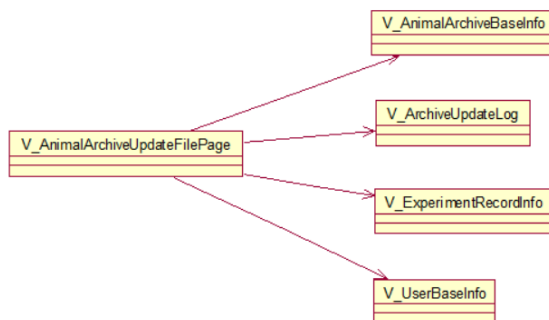 V_AnimalArchiveBaseInfo
V_ArchiveUpdateLog
V_AnimalArchiveUpdateFilePage
V_ExperimentRecordInfo
V_UserBaseInfo